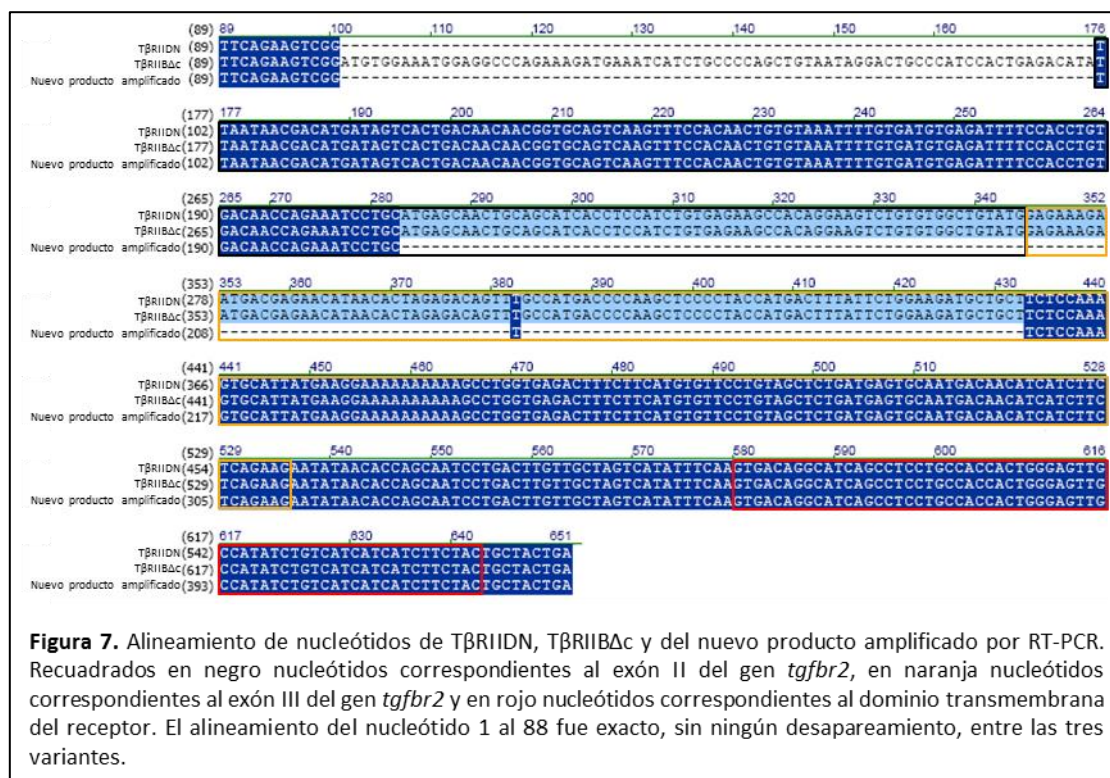 (89) 89 100 110 120 130 140 150 160 176
TβRIIDN (89) TTCAGAAGTCGG---------------------------------------------------------------------------T
TβRIIBΔc (89) TTCAGAAGTCGGATGTGGAAATGGAGGCCCAGAAAGATGAAATCATCTGCCCCAGCTGTAATAGGACTGCCCATCCACTGAGACATAT
Nuevo producto amplificado (89) TTCAGAAGTCGG---------------------------------------------------------------------------T
(177) 177 190 200 210 220 230 240 250 264
TβRIIDN (102) TAATAACGACATGATAGTCACTGACAACAACGGTGCAGTCAAGTTTCCACAACTGTGTAAATTTTGTGATGTGAGATTTTCCACCTGT
TβRIIBΔc (177) TAATAACGACATGATAGTCACTGACAACAACGGTGCAGTCAAGTTTCCACAACTGTGTAAATTTTGTGATGTGAGATTTTCCACCTGT
Nuevo producto amplificado (102) TAATAACGACATGATAGTCACTGACAACAACGGTGCAGTCAAGTTTCCACAACTGTGTAAATTTTGTGATGTGAGATTTTCCACCTGT
(265) 265 270 280 290 300 310 320 330 340 352
TβRIIDN (190) GACAACCAGAAATCCTGCATGAGCAACTGCAGCATCACCTCCATCTGTGAGAAGCCACAGGAAGTCTGTGTGGCTGTATGGAGAAAGA
TβRIIBΔc (265) GACAACCAGAAATCCTGCATGAGCAACTGCAGCATCACCTCCATCTGTGAGAAGCCACAGGAAGTCTGTGTGGCTGTATGGAGAAAGA
Nuevo producto amplificado (190) GACAACCAGAAATCCTGC----------------------------------------------------------------------
(353) 353 360 370 380 390 400 410 420 430 440
TβRIIDN (278) ATGACGAGAACATAACACTAGAGACAGTTTGCCATGACCCCAAGCTCCCCTACCATGACTTTATTCTGGAAGATGCTGCTTCTCCAAA
TβRIIBΔc (353) ATGACGAGAACATAACACTAGAGACAGTTTGCCATGACCCCAAGCTCCCCTACCATGACTTTATTCTGGAAGATGCTGCTTCTCCAAA
Nuevo producto amplificado (208) -----------------------------T--------------------------------------------------TCTCCAAA
(441) 441 450 460 470 480 490 500 510 528
TβRIIDN (366) GTGCATTATGAAGGAAAAAAAAAAGCCTGGTGAGACTTTCTTCATGTGTTCCTGTAGCTCTGATGAGTGCAATGACAACATCATCTTC
TβRIIBΔc (441) GTGCATTATGAAGGAAAAAAAAAAGCCTGGTGAGACTTTCTTCATGTGTTCCTGTAGCTCTGATGAGTGCAATGACAACATCATCTTC
Nuevo producto amplificado (217) GTGCATTATGAAGGAAAAAAAAAAGCCTGGTGAGACTTTCTTCATGTGTTCCTGTAGCTCTGATGAGTGCAATGACAACATCATCTTC
(529) 529 540 550 560 570 580 590 600 616
TβRIIDN (454) TCAGAAGAATATAACACCAGCAATCCTGACTTGTTGCTAGTCATATTTCAAGTGACAGGCATCAGCCTCCTGCCACCACTGGGAGTTG
TβRIIBΔc (529) TCAGAAGAATATAACACCAGCAATCCTGACTTGTTGCTAGTCATATTTCAAGTGACAGGCATCAGCCTCCTGCCACCACTGGGAGTTG
Nuevo producto amplificado (305) TCAGAAGAATATAACACCAGCAATCCTGACTTGTTGCTAGTCATATTTCAAGTGACAGGCATCAGCCTCCTGCCACCACTGGGAGTTG
(617) 617 630 640 651
TβRIIDN (542) CCATATCTGTCATCATCATCTTCTACTGCTACTGA
TβRIIBΔc (617) CCATATCTGTCATCATCATCTTCTACTGCTACTGA
Nuevo producto amplificado (393) CCATATCTGTCATCATCATCTTCTACTGCTACTGA
Figura 7. Alineamiento de nucleótidos de TβRIIDN, TβRIIBΔc y del nuevo producto amplificado por RT-PCR.
Recuadrados en negro nucleótidos correspondientes al exón II del gen tgfbr2, en naranja nucleótidos
correspondientes al exón III del gen tgfbr2 y en rojo nucleótidos correspondientes al dominio transmembrana
del receptor. El alineamiento del nucleótido 1 al 88 fue exacto, sin ningún desapareamiento, entre las tres
variantes.